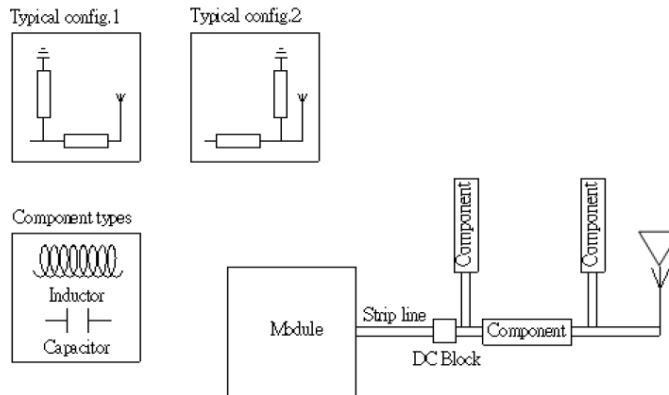 Typical config.1
Typical config.2
Component types
Inductor
Capacitor
Module
Strip line
DC Block
Component
Component
Component